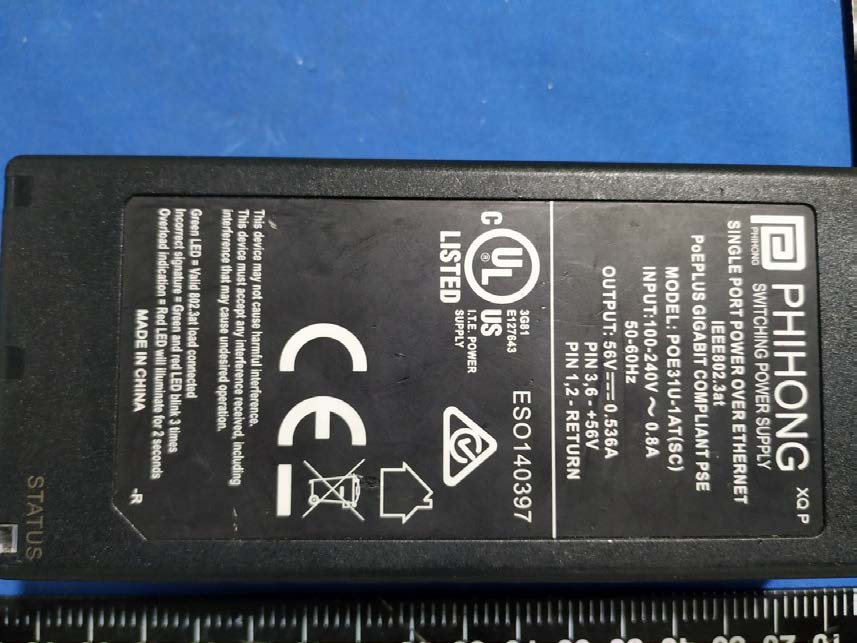 PHIHONG
PHIHONG
XQ P
SWITCHING POWER SUPPLY
SINGLE PORT POWER OVER ETHERNET
IEEE802.3at
PoEPLUS GIGABIT COMPLIANT PSE
MODEL: POE31U-1AT(SC)
INPUT:100-240V ~ 0.8A
50-60Hz
OUTPUT: 56V⎓0.536A
PIN 3,6 - +56V
PIN 1,2 - RETURN
C UL ® US
LISTED
3G81
E127643
I.T.E. POWER
SUPPLY
ESO140397
CE
This device may not cause harmful interference.
This device must accept any interference received, including
interference that may cause undesired operation.
Green LED = Valid 802.3at load connected
Incorrect signature = Green and red LED blink 3 times
Overload indication = Red LED will illuminate for 2 seconds
MADE IN CHINA
-R
STATUS